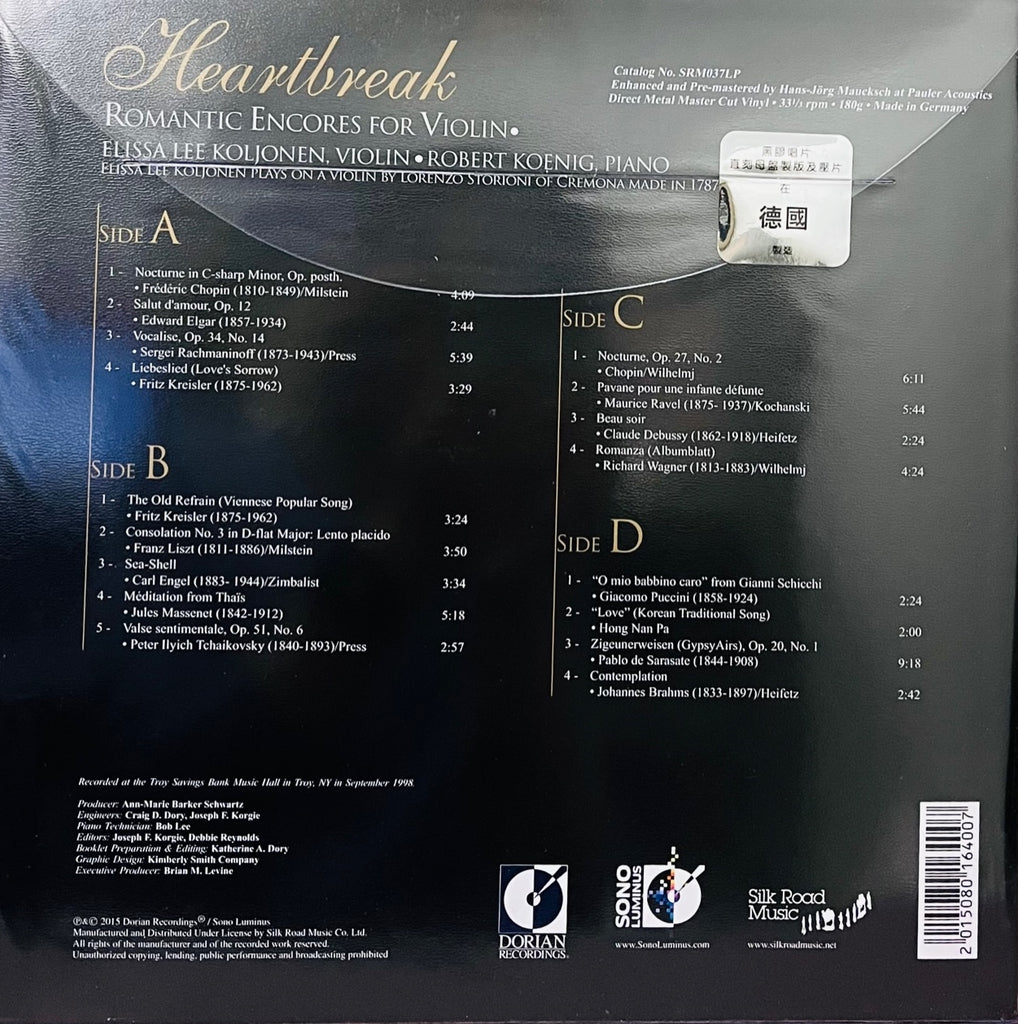 Heartbreak
ROMANTIC ENCORES FOR VIOLIN•
ELISSA LEE KOLJONEN, VIOLIN • ROBERT KOENIG, PIANO
ELISSA LEE KOLJONEN PLAYS ON A VIOLIN BY LORENZO STORIONI OF CREMONA MADE IN 1787
Catalog No. SRM037LP
Enhanced and Pre-mastered by Hans-Jörg Maucksch at Pauler Acoustics
Direct Metal Master Cut Vinyl • 33⅓ rpm • 180g • Made in Germany
黑膠唱片
直刻母盤製版及壓片
在
德國
製造
SIDE A
1 - Nocturne in C-sharp Minor, Op. posth.
• Frédéric Chopin (1810-1849)/Milstein 4:09
2 - Salut d'amour, Op. 12
• Edward Elgar (1857-1934) 2:44
3 - Vocalise, Op. 34, No. 14
• Sergei Rachmaninoff (1873-1943)/Press 5:39
4 - Liebeslied (Love's Sorrow)
• Fritz Kreisler (1875-1962) 3:29
SIDE B
1 - The Old Refrain (Viennese Popular Song)
• Fritz Kreisler (1875-1962) 3:24
2 - Consolation No. 3 in D-flat Major: Lento placido
• Franz Liszt (1811-1886)/Milstein 3:50
3 - Sea-Shell
• Carl Engel (1883- 1944)/Zimbalist 3:34
4 - Méditation from Thaïs
• Jules Massenet (1842-1912) 5:18
5 - Valse sentimentale, Op. 51, No. 6
• Peter Ilyich Tchaikovsky (1840-1893)/Press 2:57
SIDE C
1 - Nocturne, Op. 27, No. 2
• Chopin/Wilhelmj 6:11
2 - Pavane pour une infante défunte
• Maurice Ravel (1875- 1937)/Kochanski 5:44
3 - Beau soir
• Claude Debussy (1862-1918)/Heifetz 2:24
4 - Romanza (Albumblatt)
• Richard Wagner (1813-1883)/Wilhelmj 4:24
SIDE D
1 - “O mio babbino caro” from Gianni Schicchi
• Giacomo Puccini (1858-1924) 2:24
2 - “Love” (Korean Traditional Song)
• Hong Nan Pa 2:00
3 - Zigeunerweisen (GypsyAirs), Op. 20, No. 1
• Pablo de Sarasate (1844-1908) 9:18
4 - Contemplation
• Johannes Brahms (1833-1897)/Heifetz 2:42
Recorded at the Troy Savings Bank Music Hall in Troy, NY in September 1998.
Producer: Ann-Marie Barker Schwartz
Engineers: Craig D. Dory, Joseph F. Korgie
Piano Technician: Bob Lee
Editors: Joseph F. Korgie, Debbie Reynolds
Booklet Preparation & Editing: Katherine A. Dory
Graphic Design: Kimberly Smith Company
Executive Producer: Brian M. Levine
℗&© 2015 Dorian Recordings® / Sono Luminus
Manufactured and Distributed Under License by Silk Road Music Co. Ltd.
All rights of the manufacturer and of the recorded work reserved.
Unauthorized copying, lending, public performance and broadcasting prohibited
DORIAN
RECORDINGS®
SONO
LUMINUS
www.SonoLuminus.com
Silk Road
Music
www.silkroadmusic.net
2 015080 164007